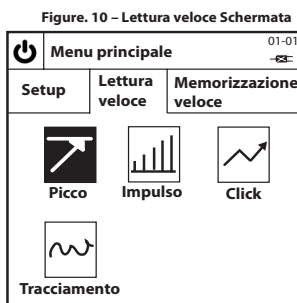 Figure. 10 – Lettura veloce Schermata
Menu principale
01-01
Setup
Lettura
veloce
Memorizzazione
veloce
Picco
Impulso
Click
Tracciamento